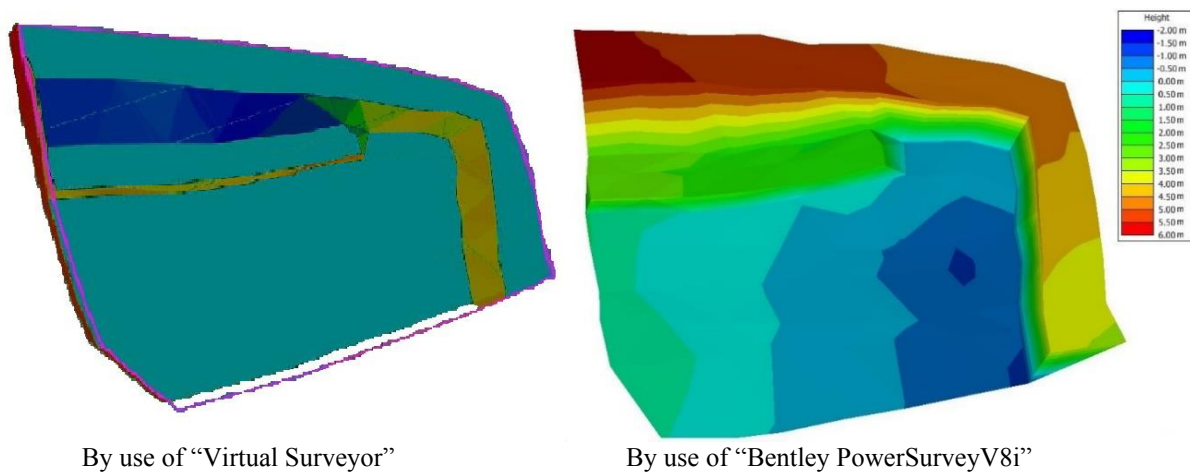 Height
-2.00 m
-1.50 m
-0.50 m
0.00 m
0.50 m
1.00 m
1.50 m
2.00 m
2.50 m
3.00 m
3.50 m
4.00 m
4.50 m
5.00 m
5.50 m
6.00 m
By use of “Virtual Surveyor”
By use of “Bentley PowerSurveyV8i”